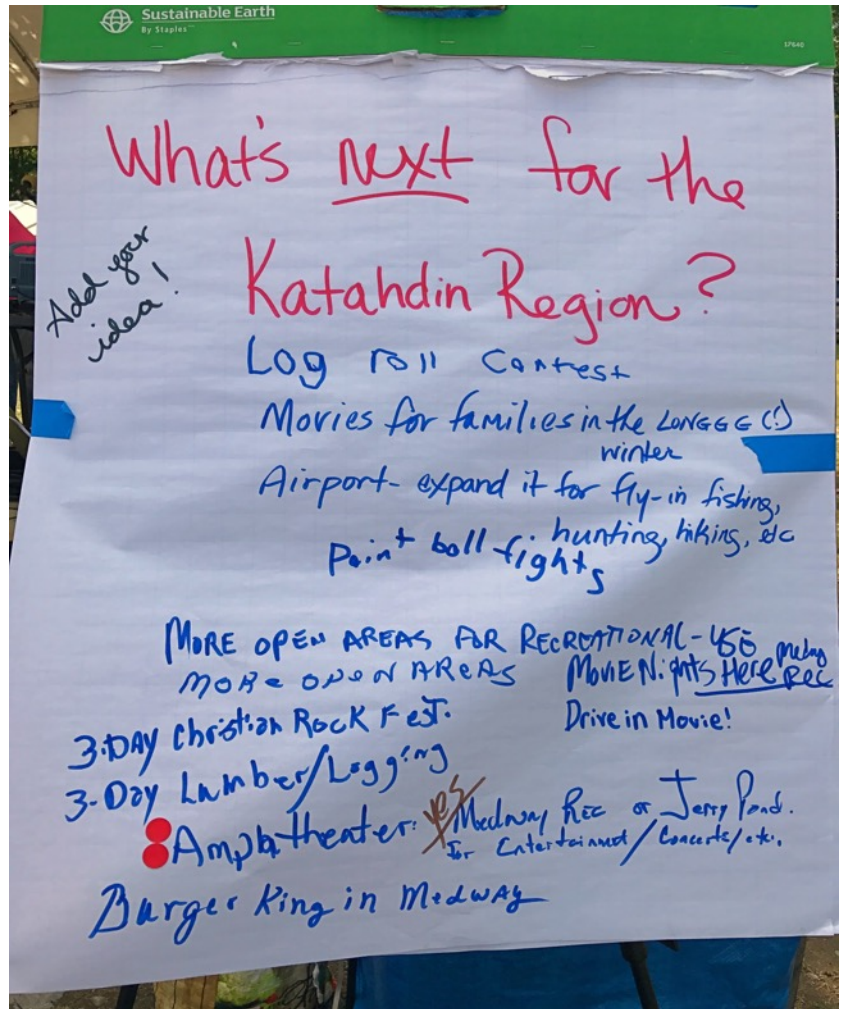 Sustainable Earth
By Staples
17640
What's next for the
Add your
idea!
Katahdin Region?
Log roll Contest
Movies for families in the LONGGG (!)
winter
Airport - expand it for fly-in fishing,
hunting, hiking, etc
Paint ball fights
MORE OPEN AREAS FOR RECREATIONAL-USE
MORE OPEN AREAS
Movie Nights Here Medway
Rec
3-DAY Christian Rock Fest.
Drive in Movie!
3-Day Lumber/Logging
Amphitheater: yes Medway Rec or Jerry Pond.
For Entertainment/Concerts/etc.
Burger King in Medway